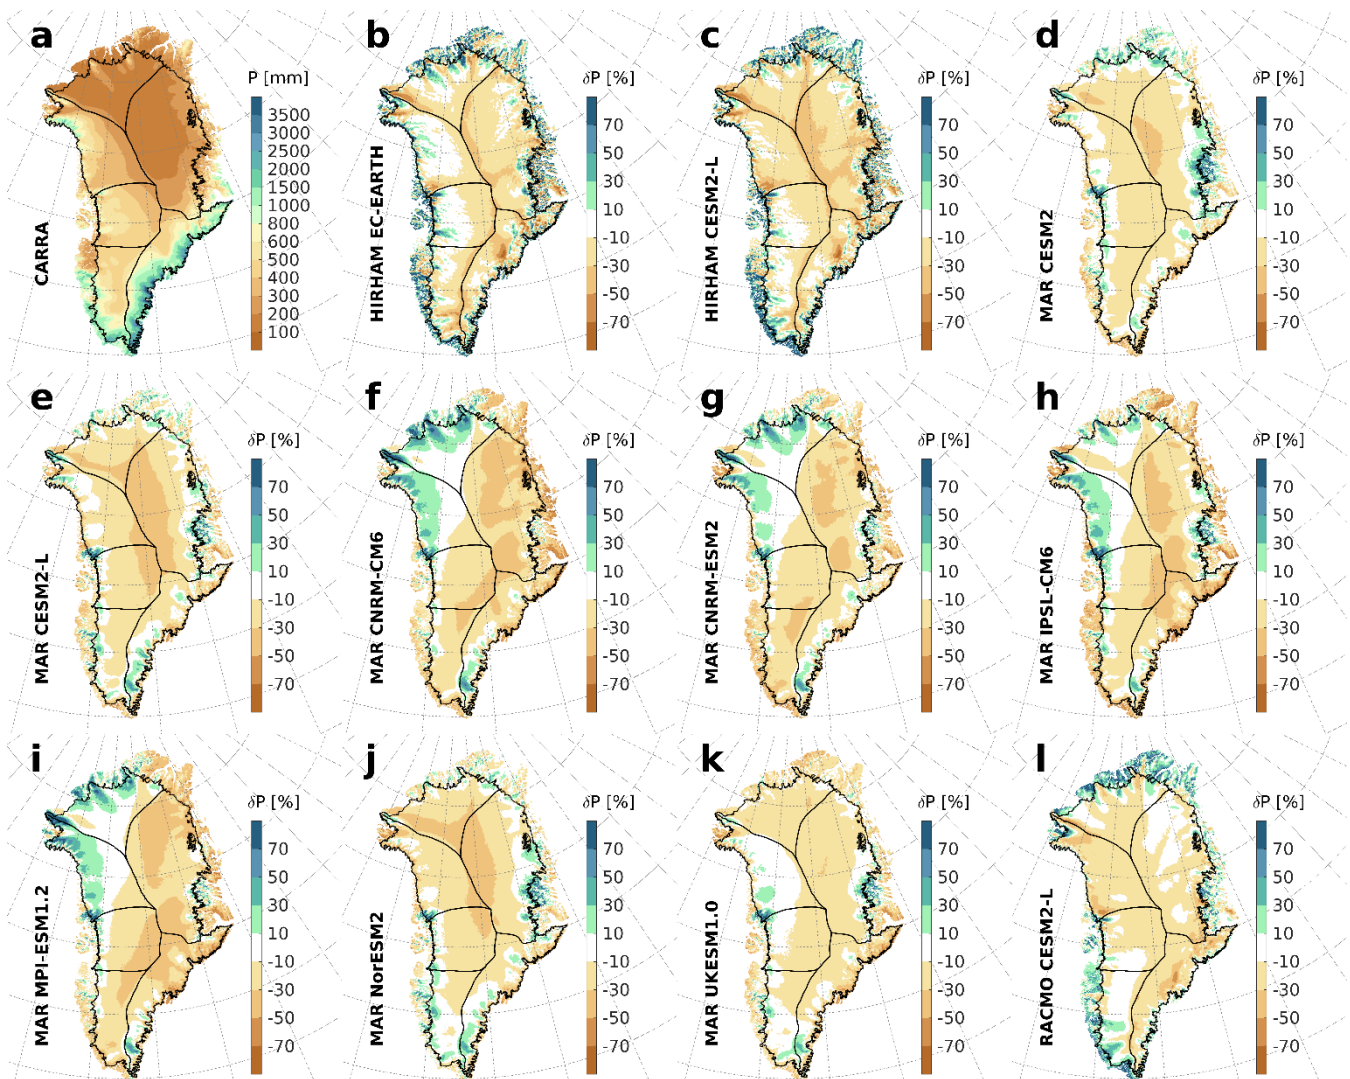 a
P [mm]
3500
3000
2500
2000
1500
1000
800
600
500
400
300
200
100
CARRA
b
δP [%]
70
50
30
10
-10
-30
-50
-70
HIRHAM EC-EARTH
c
δP [%]
70
50
30
10
-10
-30
-50
-70
HIRHAM CESM2-L
d
δP [%]
70
50
30
10
-10
-30
-50
-70
MAR CESM2
e
δP [%]
70
50
30
10
-10
-30
-50
-70
MAR CESM2-L
f
δP [%]
70
50
30
10
-10
-30
-50
-70
MAR CNRM-CM6
g
δP [%]
70
50
30
10
-10
-30
-50
-70
MAR CNRM-ESM2
h
δP [%]
70
50
30
10
-10
-30
-50
-70
MAR IPSL-CM6
i
δP [%]
70
50
30
10
-10
-30
-50
-70
MAR MPI-ESM1.2
j
δP [%]
70
50
30
10
-10
-30
-50
-70
MAR NorESM2
k
δP [%]
70
50
30
10
-10
-30
-50
-70
MAR UKESM1.0
l
δP [%]
70
50
30
10
-10
-30
-50
-70
RACMO CESM2-L